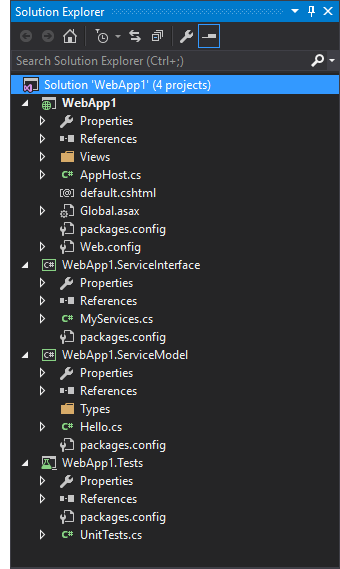 Solution Explorer
Search Solution Explorer (Ctrl+;)
Solution 'WebApp1' (4 projects)
WebApp1
Properties
References
Views
C# AppHost.cs
[@] default.cshtml
Global.asax
packages.config
Web.config
C# WebApp1.ServiceInterface
Properties
References
C# MyServices.cs
packages.config
C# WebApp1.ServiceModel
Properties
References
Types
C# Hello.cs
packages.config
WebApp1.Tests
Properties
References
packages.config
C# UnitTests.cs